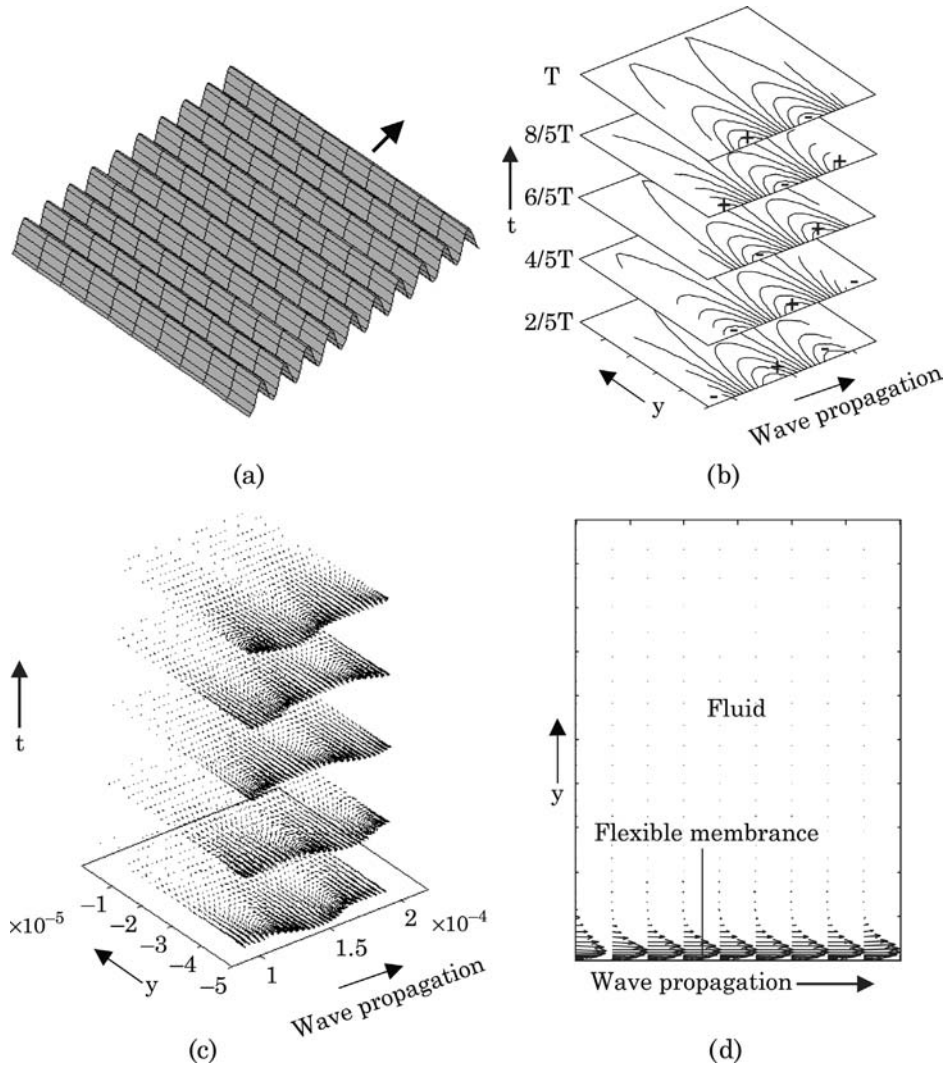 T
8/5T
6/5T
t
4/5T
2/5T
+
-
+
-
+
-
+
-
+
-
+
-
y
Wave propagation
(a)
(b)
t
×10⁻⁵
−1
−2
−3
−4
−5
y
1
1.5
2
×10⁻⁴
Wave propagation
(c)
Fluid
y
Flexible membrance
Wave propagation
(d)